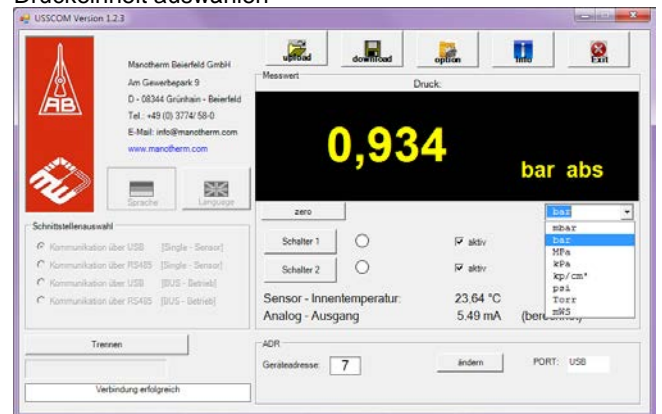 Druckeinheit auswählen
USSCOM Version 1.2.3
AB
Manotherm Beierfeld GmbH
Am Gewerbepark 9
D - 08344 Grünhain - Beierfeld
Tel.: +49 (0) 3774/ 58-0
E-Mail: info@manotherm.com
www.manotherm.com
Sprache
Language
upload
download
option
Info
Exit
Messwert
Druck:
0,934
bar abs
zero
bar
mbar
bar
MPa
kPa
kp/cm²
psi
Torr
mWS
Schalter 1
aktiv
Schalter 2
aktiv
Sensor - Innentemperatur:
23,64 °C
Analog - Ausgang
5.49 mA
Schnittstellenauswahl
Kommunikation über USB [Single - Sensor]
Kommunikation über RS485 [Single - Sensor]
Kommunikation über USB [BUS - Betrieb]
Kommunikation über RS485 [BUS - Betrieb]
Trennen
Verbindung erfolgreich
ADR
Geräteadresse:
7
ändern
PORT: USB